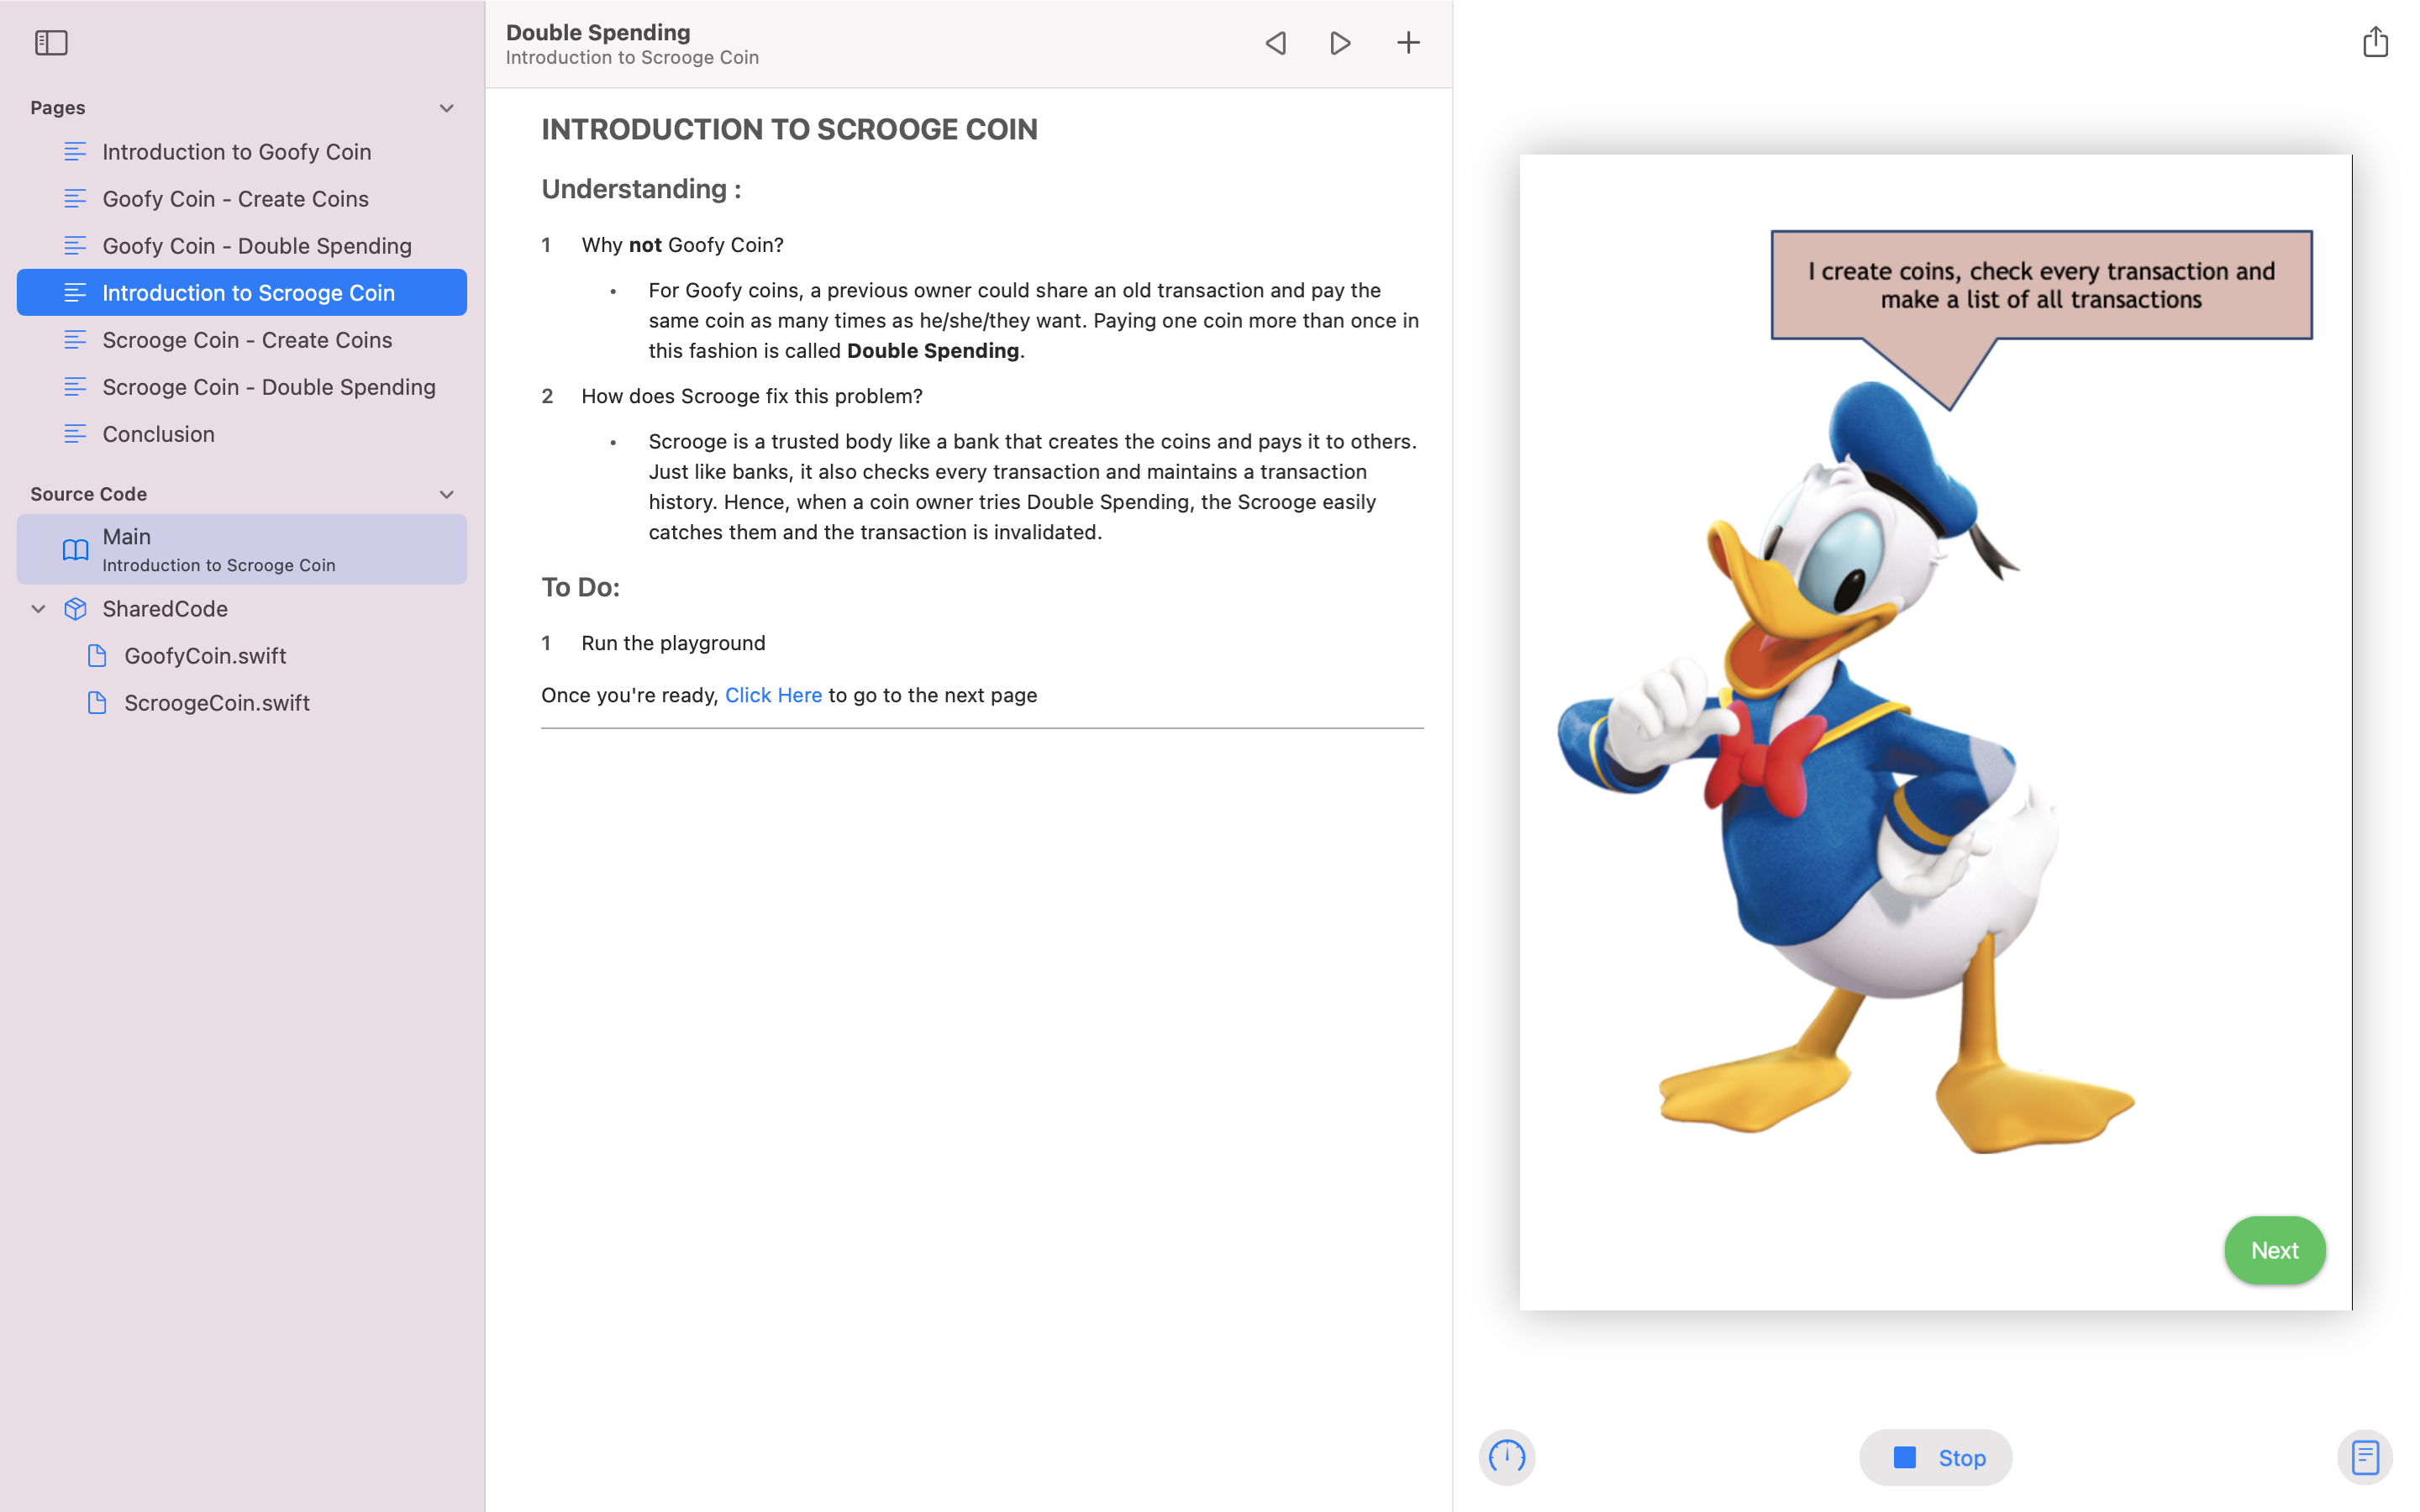 Pages
Introduction to Goofy Coin
Goofy Coin - Create Coins
Goofy Coin - Double Spending
Introduction to Scrooge Coin
Scrooge Coin - Create Coins
Scrooge Coin - Double Spending
Conclusion
Source Code
Main
Introduction to Scrooge Coin
SharedCode
GoofyCoin.swift
ScroogeCoin.swift
Double Spending
Introduction to Scrooge Coin
INTRODUCTION TO SCROOGE COIN
Understanding :
1 Why not Goofy Coin?
• For Goofy coins, a previous owner could share an old transaction and pay the
same coin as many times as he/she/they want. Paying one coin more than once in
this fashion is called Double Spending.
2 How does Scrooge fix this problem?
• Scrooge is a trusted body like a bank that creates the coins and pays it to others.
Just like banks, it also checks every transaction and maintains a transaction
history. Hence, when a coin owner tries Double Spending, the Scrooge easily
catches them and the transaction is invalidated.
To Do:
1 Run the playground
Once you're ready, Click Here to go to the next page
I create coins, check every transaction and
make a list of all transactions
Next
Stop